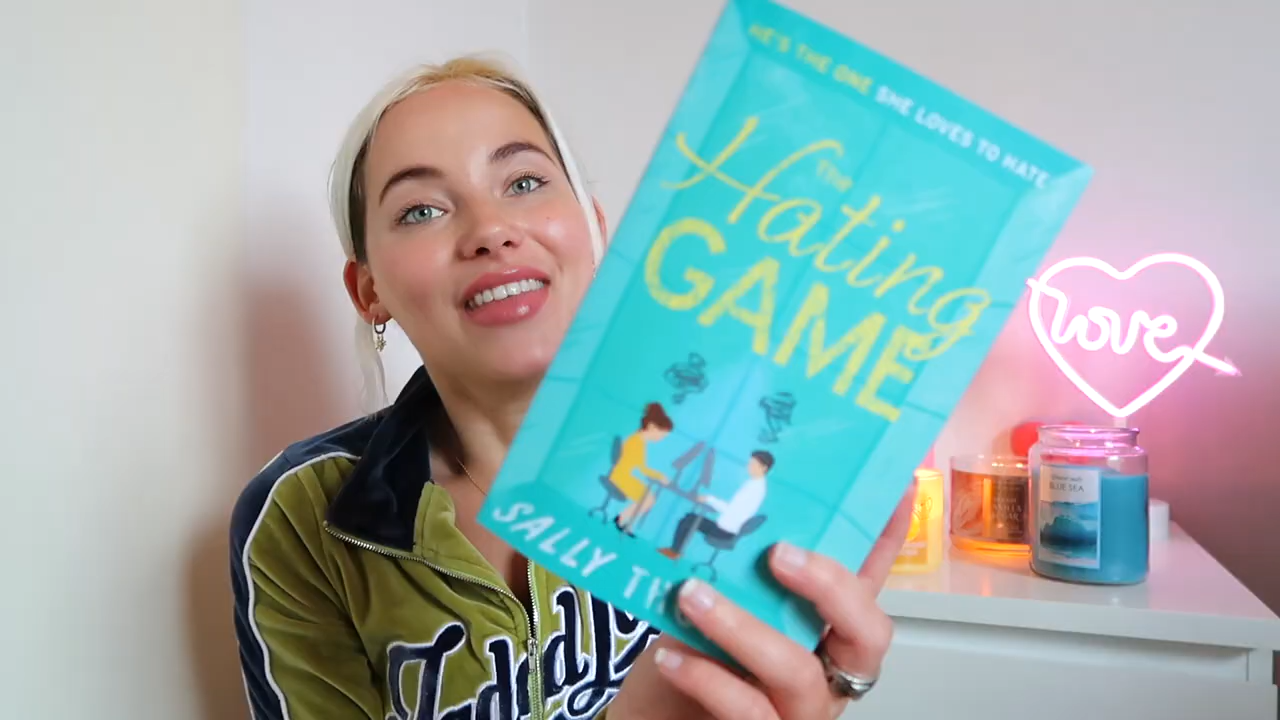 HE'S THE ONE SHE LOVES TO HATE
THE
Hating
GAME
SALLY
love
BLUE SEA